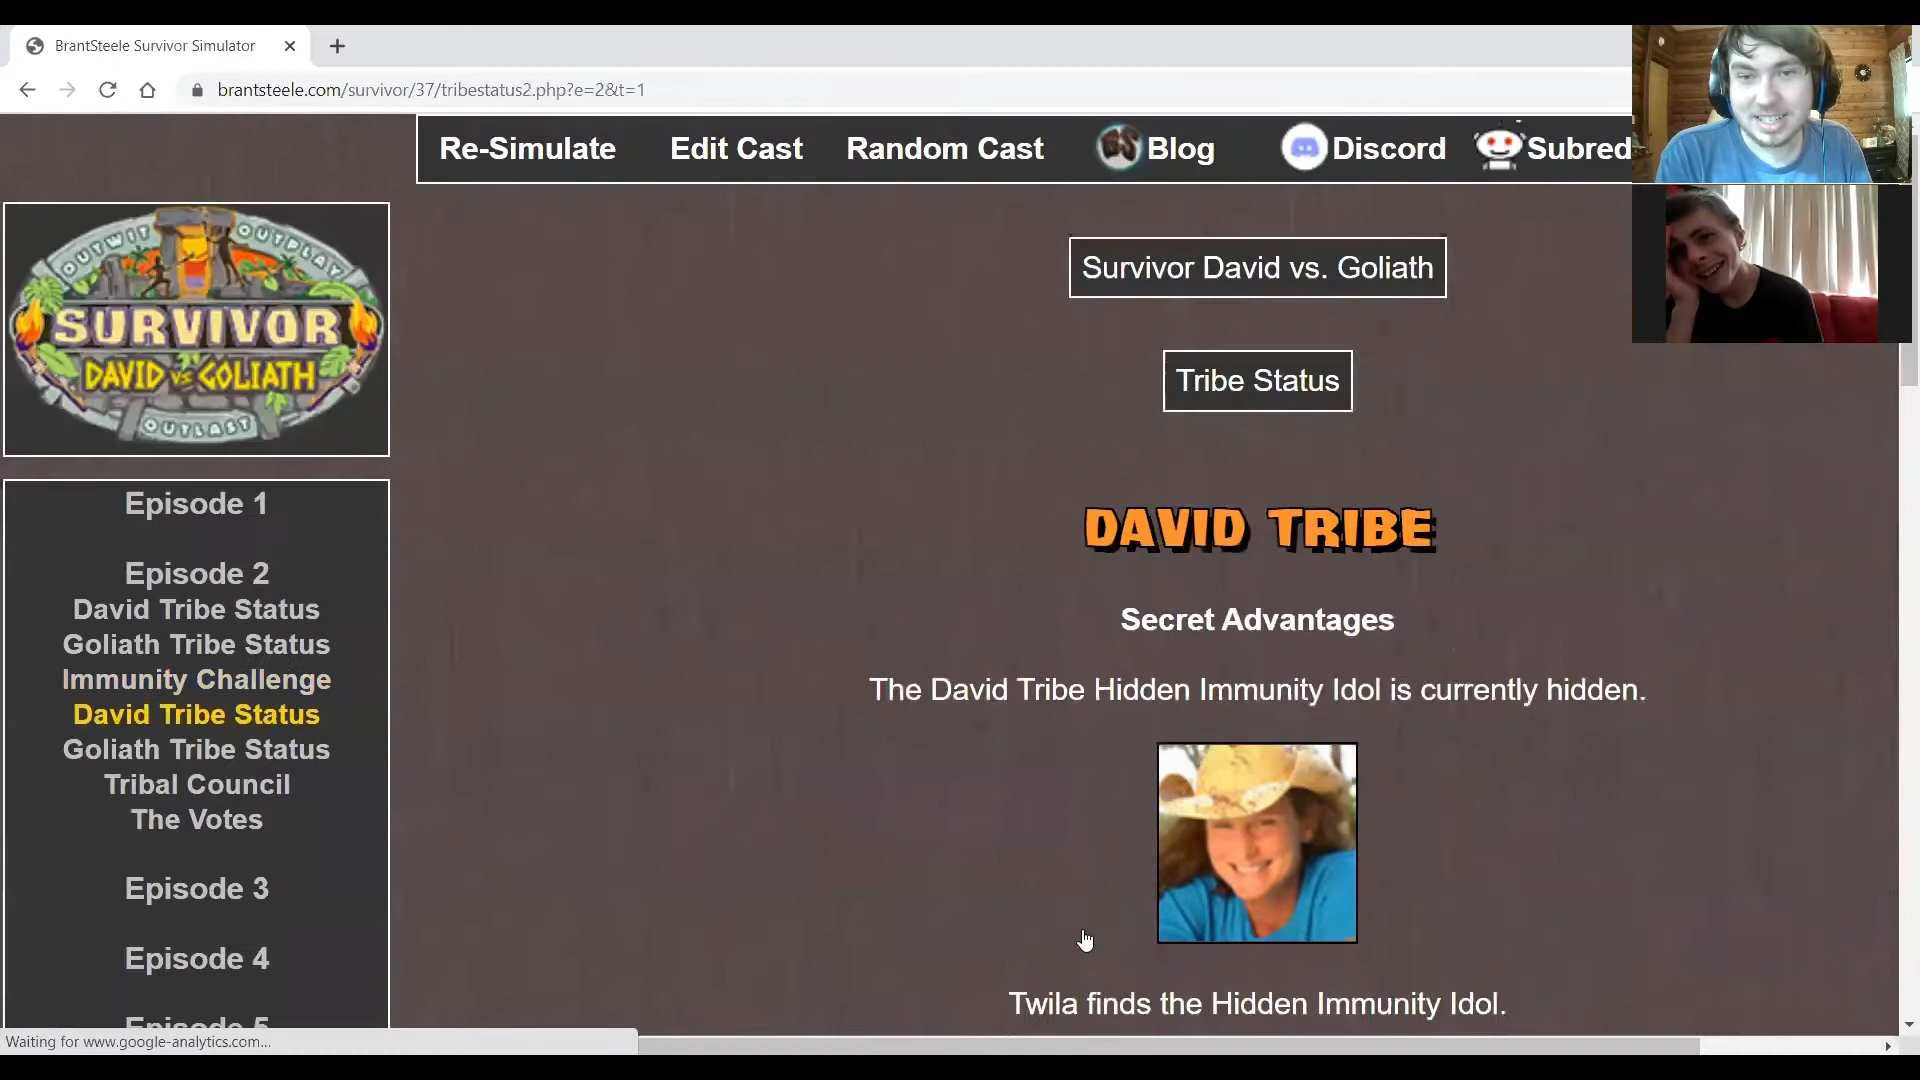 BrantSteele Survivor Simulator
brantsteele.com/survivor/37/tribestatus2.php?e=2&t=1
Re-Simulate Edit Cast Random Cast Blog Discord Subred
OUTWIT OUTPLAY
SURVIVOR
DAVID vs GOLIATH
OUTLAST
Survivor David vs. Goliath
Tribe Status
Episode 1
Episode 2
David Tribe Status
Goliath Tribe Status
Immunity Challenge
David Tribe Status
Goliath Tribe Status
Tribal Council
The Votes
Episode 3
Episode 4
Episode 5
DAVID TRIBE
Secret Advantages
The David Tribe Hidden Immunity Idol is currently hidden.
Twila finds the Hidden Immunity Idol.
Waiting for www.google-analytics.com...